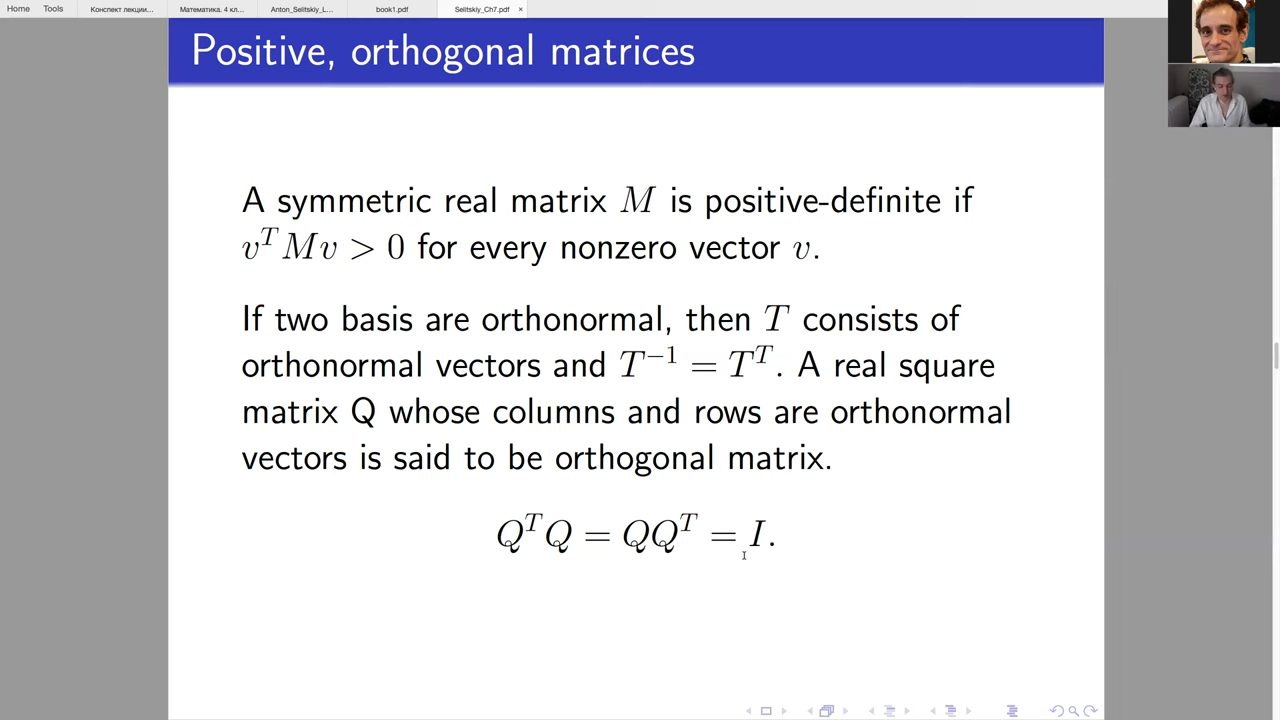 Home Tools Конспект лекции... Математика. 4 кл... Anton_Selitskiy_L... book1.pdf Selitskiy_Ch7.pdf ×
Positive, orthogonal matrices
A symmetric real matrix M is positive-definite if
v^T M v > 0 for every nonzero vector v.
If two basis are orthonormal, then T consists of
orthonormal vectors and T^{-1} = T^T. A real square
matrix Q whose columns and rows are orthonormal
vectors is said to be orthogonal matrix.
Q^T Q = QQ^T = I.